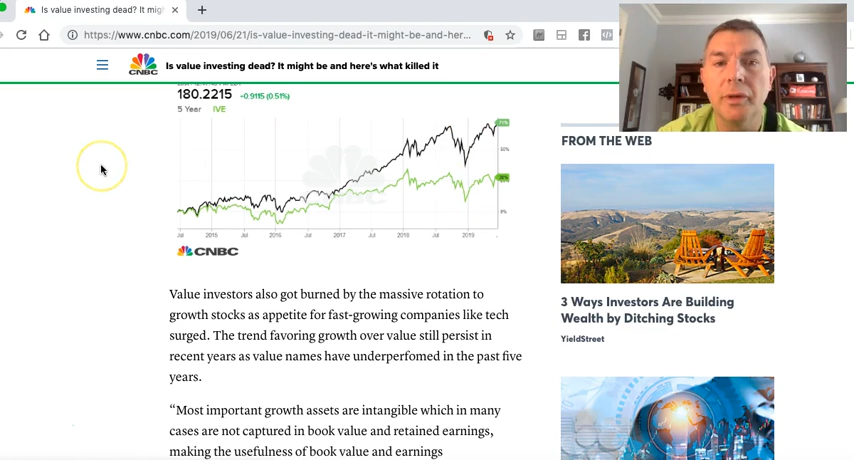 Is value investing dead? It mig
https://www.cnbc.com/2019/06/21/is-value-investing-dead-it-might-be-and-her...
CNBC
Is value investing dead? It might be and here's what killed it
180.2215
+0.9115 (0.51%)
5 Year
IVE
Jul
2015
Jul
2016
Jul
2017
Jul
2018
Jul
2019
CNBC
Value investors also got burned by the massive rotation to
growth stocks as appetite for fast-growing companies like tech
surged. The trend favoring growth over value still persist in
recent years as value names have underperfomed in the past five
years.
“Most important growth assets are intangible which in many
cases are not captured in book value and retained earnings,
making the usefulness of book value and earnings
FROM THE WEB
3 Ways Investors Are Building
Wealth by Ditching Stocks
YieldStreet